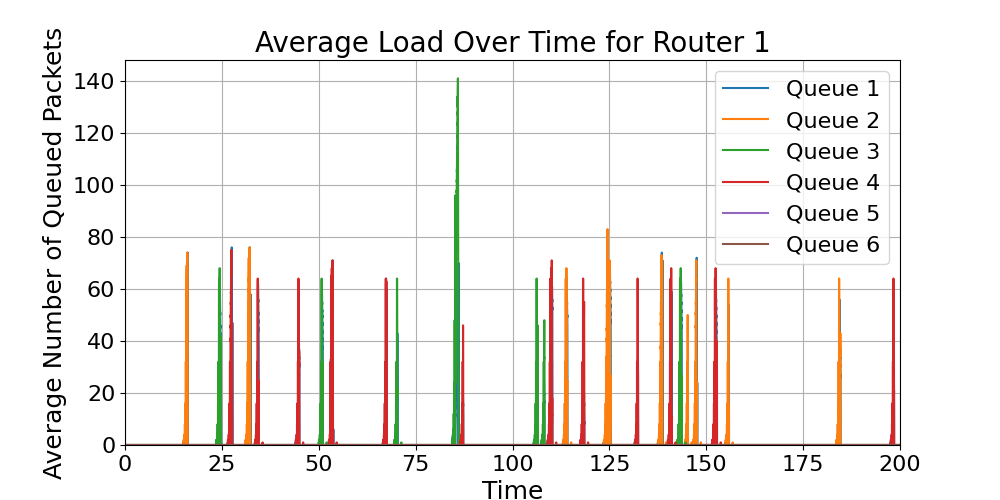 Average Load Over Time for Router 1
Average Number of Queued Packets
140
120
100
80
60
40
20
0
0 25 50 75 100 125 150 175 200
Time
Queue 1
Queue 2
Queue 3
Queue 4
Queue 5
Queue 6